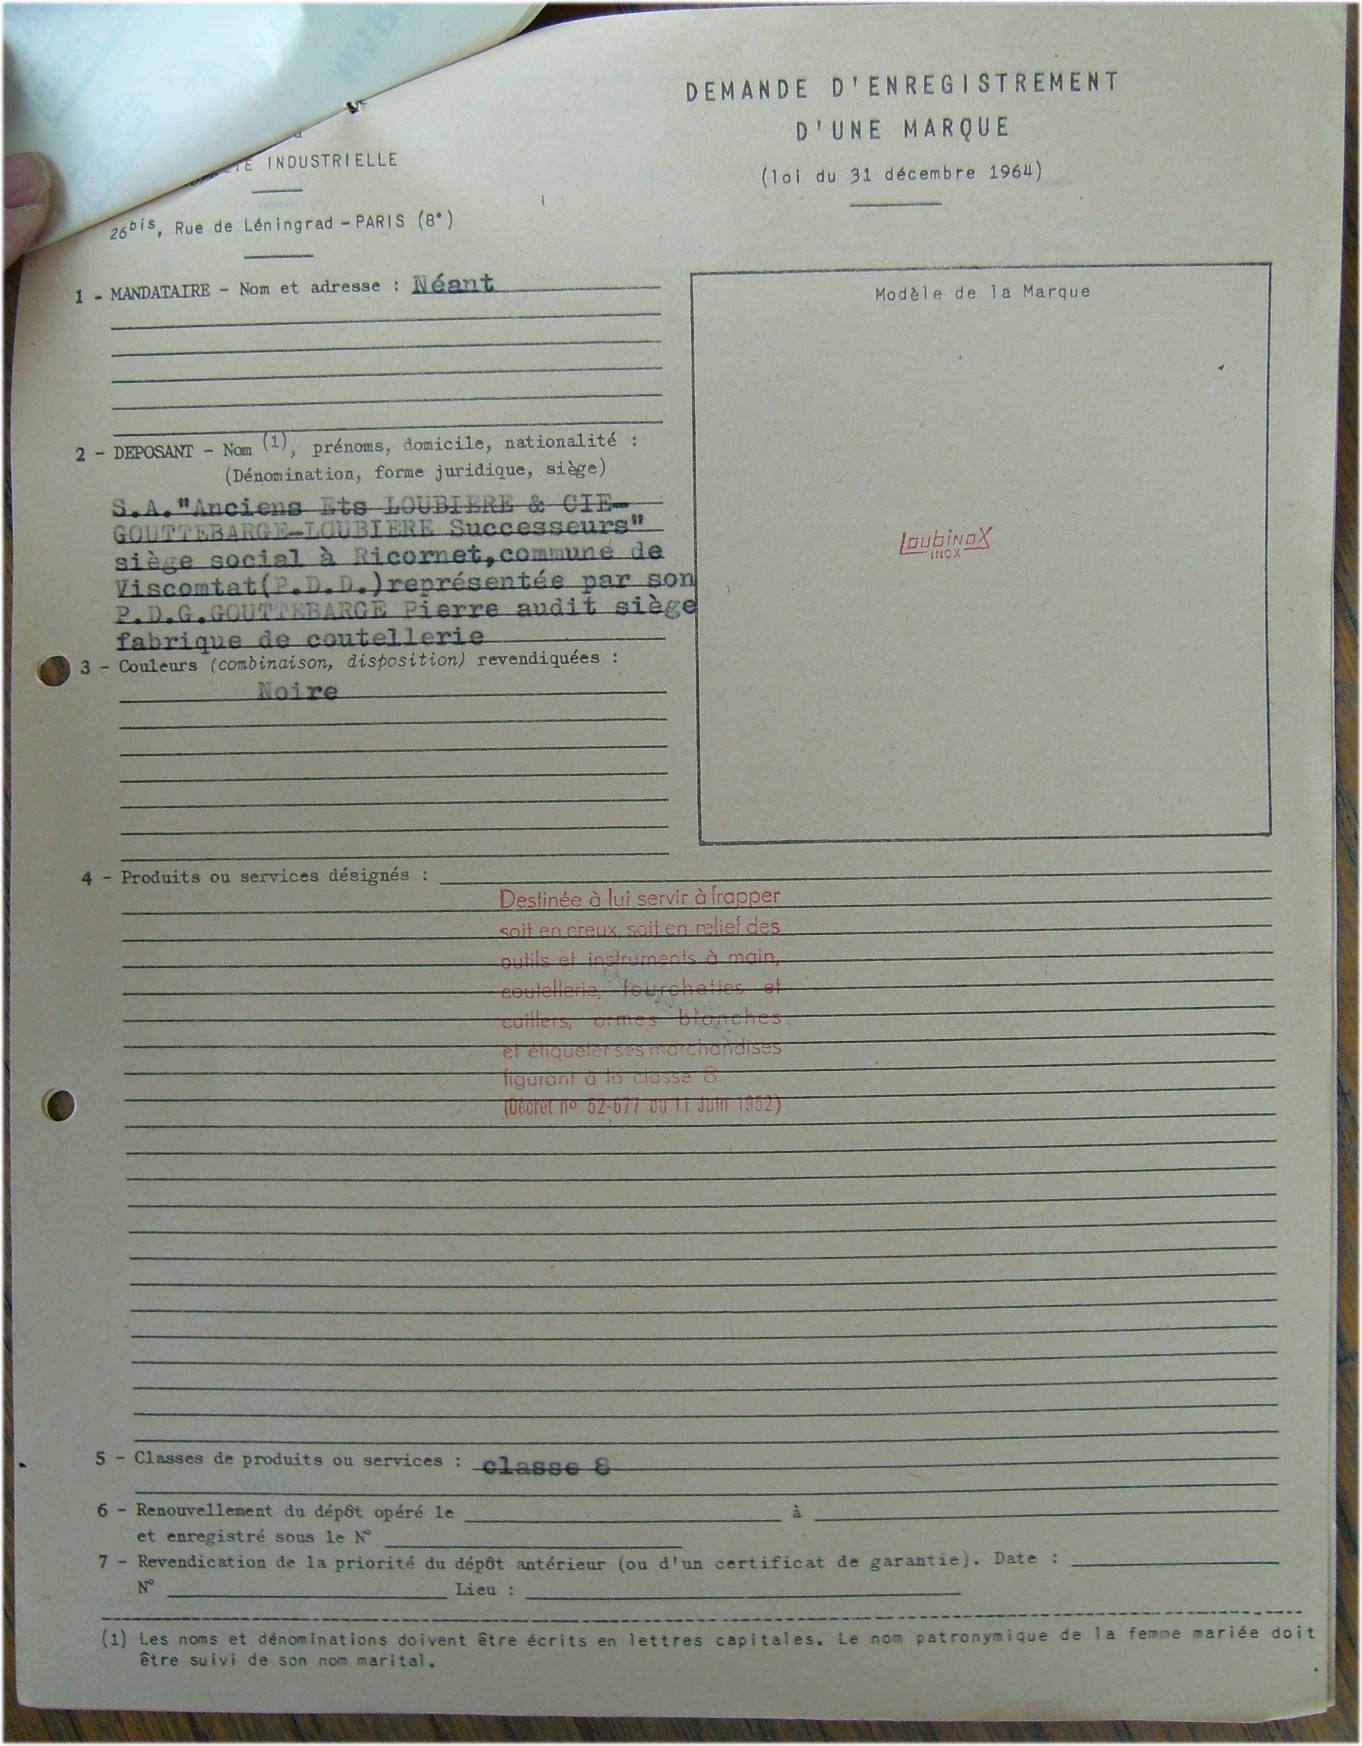 DEMANDE D'ENREGISTREMENT
D'UNE MARQUE
(loi du 31 décembre 1964)
INDUSTRIELLE
26bis, Rue de Léningrad - PARIS (8e)
1 - MANDATAIRE - Nom et adresse : Néant
Modèle de la Marque
LoubinoX
INOX
2 - DEPOSANT - Nom (1), prénoms, domicile, nationalité :
(Dénomination, forme juridique, siège)
S.A."Anciens Ets LOUBIERE & CIE-
GOUTTEBARGE-LOUBIERE Successeurs"
siège social à Ricornet,commune de
Viscomtat(P.D.D.)représentée par son
P.D.G.GOUTTEBARGE Pierre audit siège
fabrique de coutellerie
3 - Couleurs (combinaison, disposition) revendiquées :
Noire
4 - Produits ou services désignés :
Destinée à lui servir à frapper
soit en creux, soit en relief des
outils et instruments à main,
coutellerie, fourchettes et
cuillers, armes blanches
et étiqueter ses marchandises
figurant à la classe 8
(Décret nº 52-677 du 11 Juin 1952)
5 - Classes de produits ou services : classe 8
6 - Renouvellement du dépôt opéré le à
et enregistré sous le N°
7 - Revendication de la priorité du dépôt antérieur (ou d'un certificat de garantie). Date :
N° Lieu :
(1) Les noms et dénominations doivent être écrits en lettres capitales. Le nom patronymique de la femme mariée doit
être suivi de son nom marital.